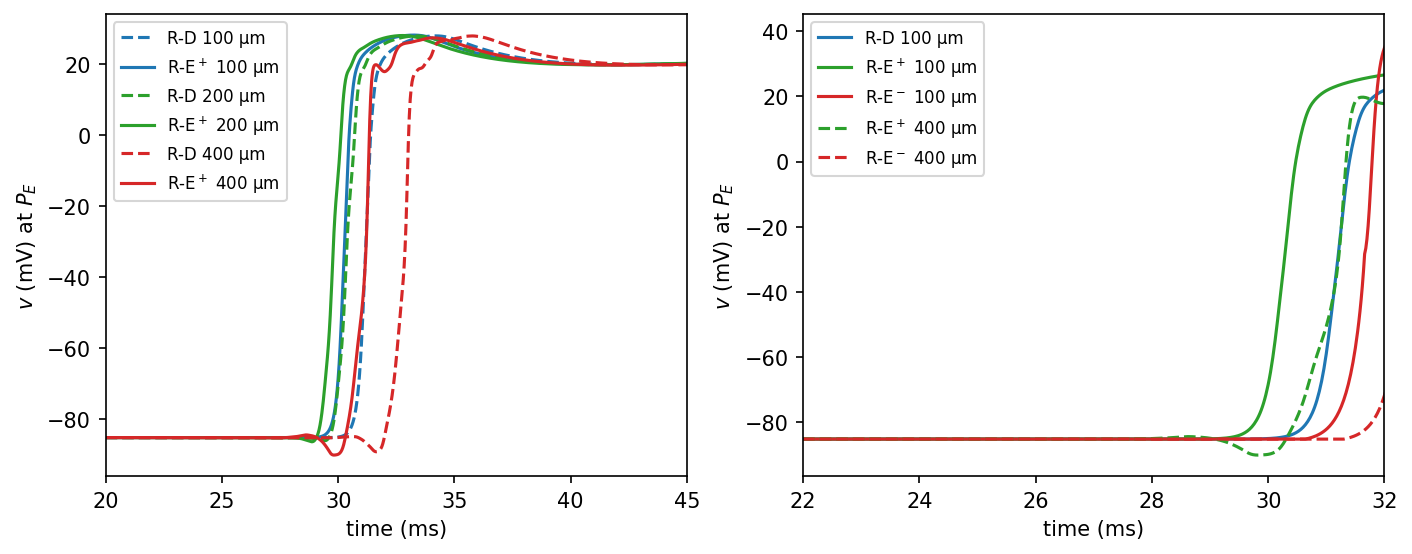 v (mV) at P_E
20
0
−20
−40
−60
−80
R-D 100 μm
R-E⁺ 100 μm
R-D 200 μm
R-E⁺ 200 μm
R-D 400 μm
R-E⁺ 400 μm
20 25 30 35 40 45
time (ms)
v (mV) at P_E
40
20
0
−20
−40
−60
−80
R-D 100 μm
R-E⁺ 100 μm
R-E⁻ 100 μm
R-E⁺ 400 μm
R-E⁻ 400 μm
22 24 26 28 30 32
time (ms)